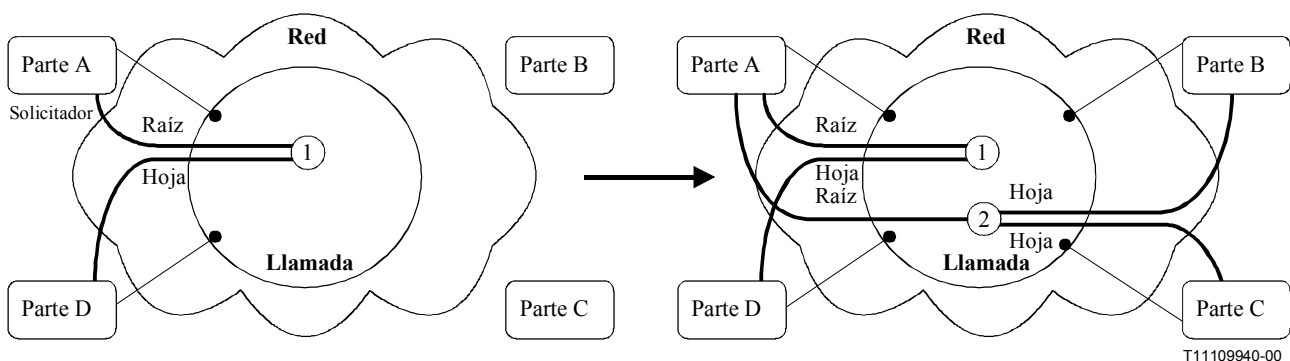 Red
Parte A
Parte B
Solicitador
Raíz
1
Hoja
Llamada
Parte D
Parte C
Red
Parte A
Parte B
Raíz
1
Hoja
Raíz
Hoja
2
Hoja
Llamada
Parte D
Parte C
T11109940-00